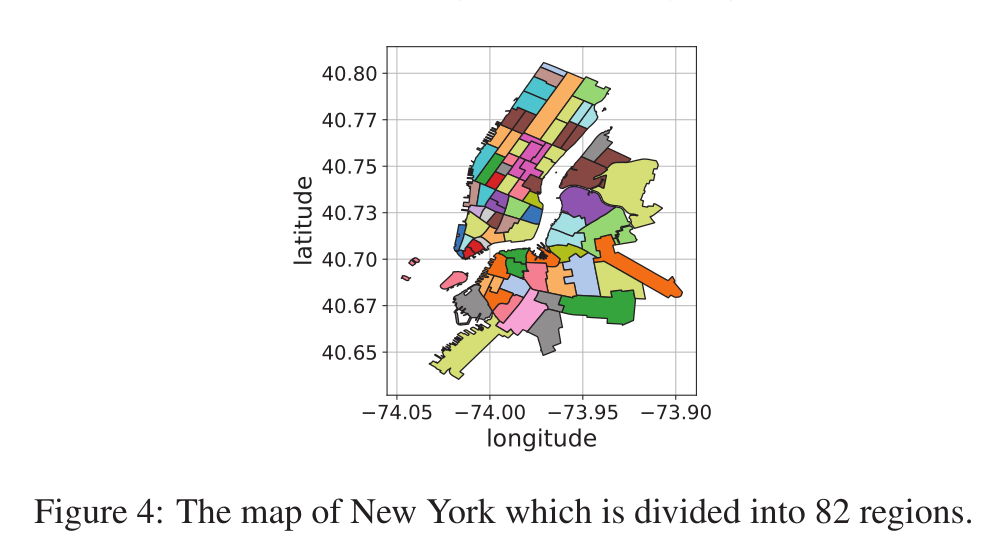 40.80
40.77
40.75
40.73
40.70
40.67
40.65
latitude
−74.05 −74.00 −73.95 −73.90
longitude
Figure 4: The map of New York which is divided into 82 regions.